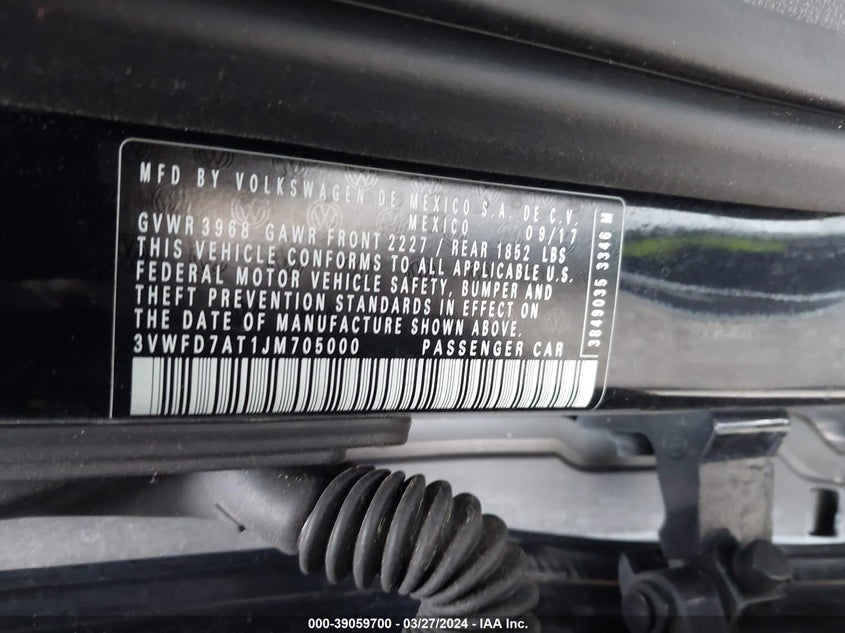 MFD BY VOLKSWAGEN DE MEXICO S.A. DE C.V.
MEXICO 09/17
GVWR 3968 GAWR FRONT 2227 / REAR 1852 LBS
THIS VEHICLE CONFORMS TO ALL APPLICABLE U.S.
FEDERAL MOTOR VEHICLE SAFETY, BUMPER AND
THEFT PREVENTION STANDARDS IN EFFECT ON
THE DATE OF MANUFACTURE SHOWN ABOVE.
3VWFD7AT1JM705000 PASSENGER CAR
3849035 3346 M
000-39059700 - 03/27/2024 - IAA Inc.